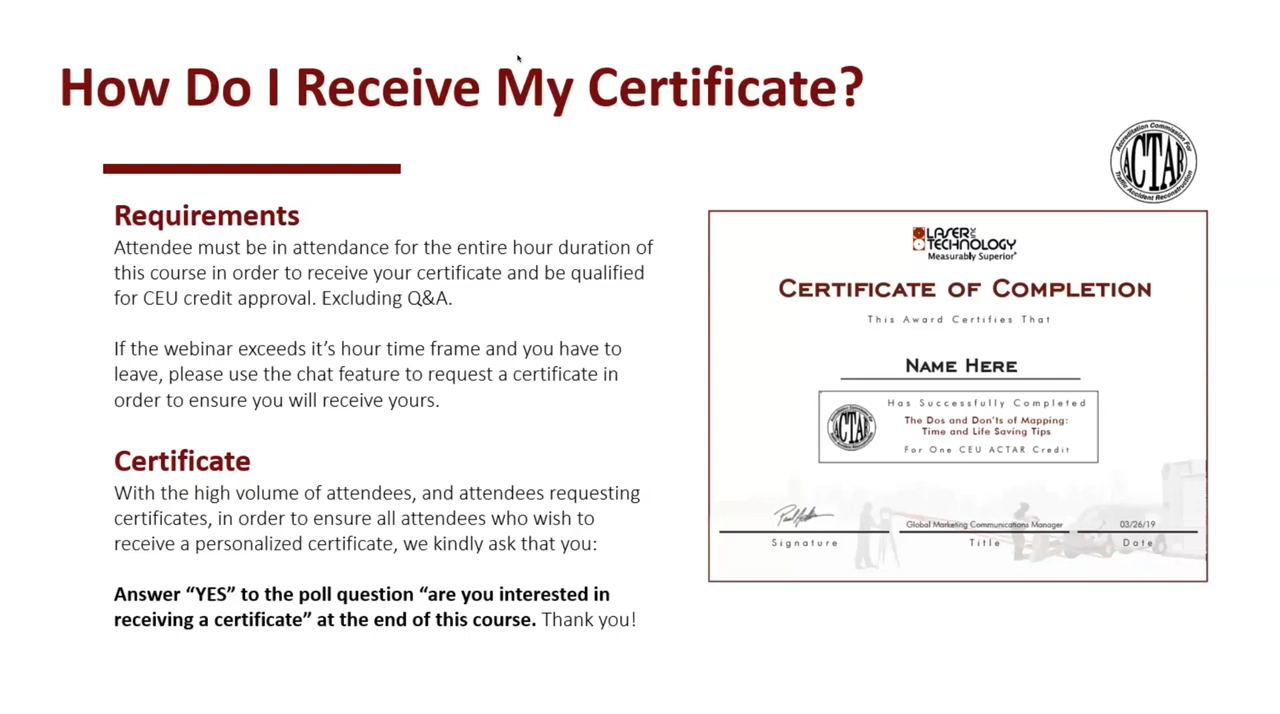 How Do I Receive My Certificate?
Accreditation Commission For
ACTAR
Traffic Accident Reconstruction
Requirements
Attendee must be in attendance for the entire hour duration of
this course in order to receive your certificate and be qualified
for CEU credit approval. Excluding Q&A.
If the webinar exceeds it’s hour time frame and you have to
leave, please use the chat feature to request a certificate in
order to ensure you will receive yours.
Certificate
With the high volume of attendees, and attendees requesting
certificates, in order to ensure all attendees who wish to
receive a personalized certificate, we kindly ask that you:
Answer “YES” to the poll question “are you interested in
receiving a certificate” at the end of this course. Thank you!
LASER INC
TECHNOLOGY
Measurably Superior®
CERTIFICATE OF COMPLETION
This Award Certifies That
NAME HERE
Has Successfully Completed
ACTAR
The Dos and Don'ts of Mapping:
Time and Life Saving Tips
For One CEU ACTAR Credit
Global Marketing Communications Manager
03/26/19
Signature
Title
Date